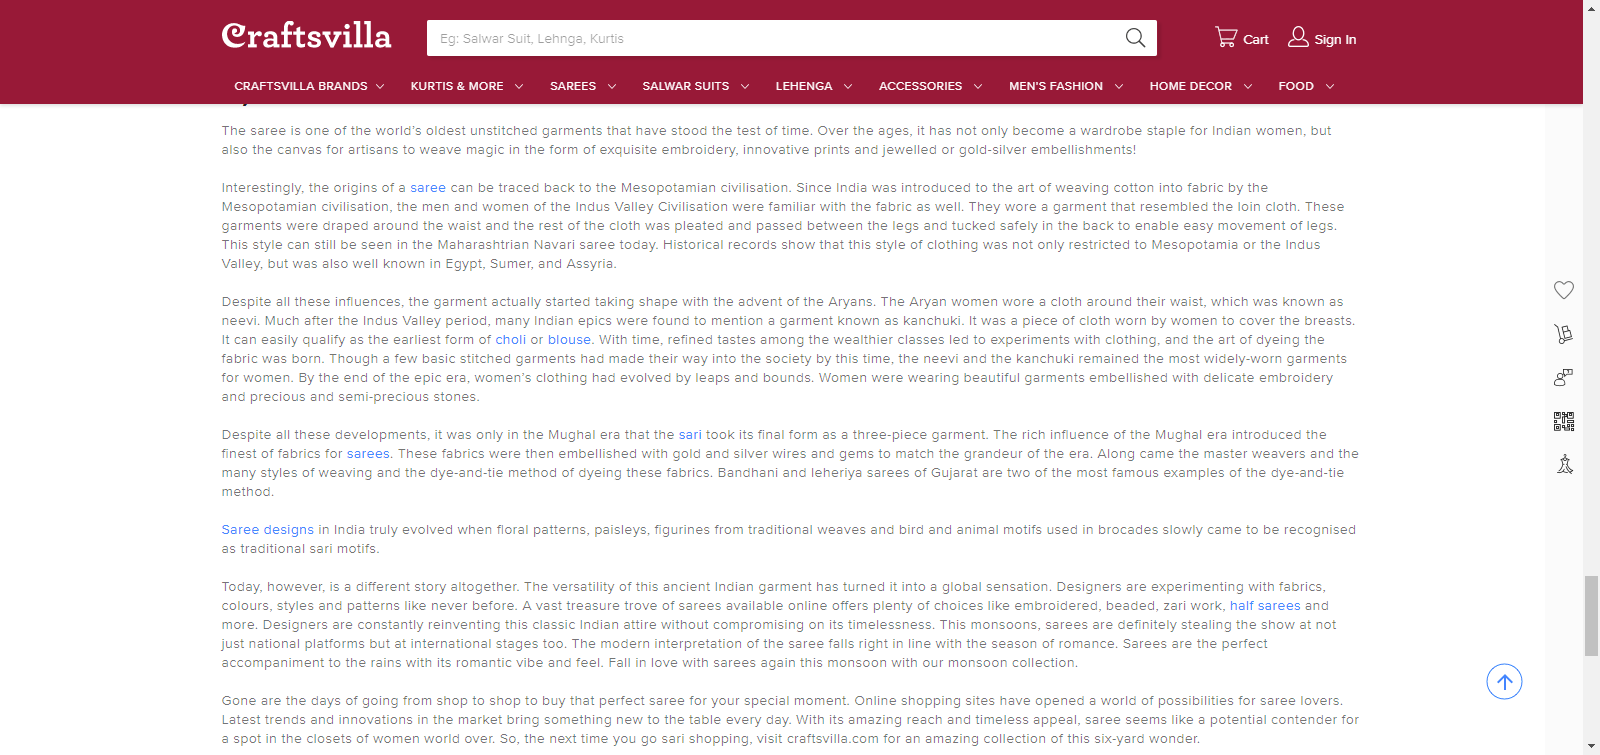 Craftsvilla
Eg: Salwar Suit, Lehnga, Kurtis
Cart
Sign In
CRAFTSVILLA BRANDS
KURTIS & MORE
SAREES
SALWAR SUITS
LEHENGA
ACCESSORIES
MEN'S FASHION
HOME DECOR
FOOD
The saree is one of the world's oldest unstitched garments that have stood the test of time. Over the ages, it has not only become a wardrobe staple for Indian women, but
also the canvas for artisans to weave magic in the form of exquisite embroidery, innovative prints and jewelled or gold-silver embellishments!
Interestingly, the origins of a saree can be traced back to the Mesopotamian civilisation. Since India was introduced to the art of weaving cotton into fabric by the
Mesopotamian civilisation, the men and women of the Indus Valley Civilisation were familiar with the fabric as well. They wore a garment that resembled the loin cloth. These
garments were draped around the waist and the rest of the cloth was pleated and passed between the legs and tucked safely in the back to enable easy movement of legs.
This style can still be seen in the Maharashtrian Navari saree today. Historical records show that this style of clothing was not only restricted to Mesopotamia or the Indus
Valley, but was also well known in Egypt, Sumer, and Assyria.
Despite all these influences, the garment actually started taking shape with the advent of the Aryans. The Aryan women wore a cloth around their waist, which was known as
neevi. Much after the Indus Valley period, many Indian epics were found to mention a garment known as kanchuki. It was a piece of cloth worn by women to cover the breasts.
It can easily qualify as the earliest form of choli or blouse. With time, refined tastes among the wealthier classes led to experiments with clothing, and the art of dyeing the
fabric was born. Though a few basic stitched garments had made their way into the society by this time, the neevi and the kanchuki remained the most widely-worn garments
for women. By the end of the epic era, women's clothing had evolved by leaps and bounds. Women were wearing beautiful garments embellished with delicate embroidery
and precious and semi-precious stones.
Despite all these developments, it was only in the Mughal era that the sari took its final form as a three-piece garment. The rich influence of the Mughal era introduced the
finest of fabrics for sarees. These fabrics were then embellished with gold and silver wires and gems to match the grandeur of the era. Along came the master weavers and the
many styles of weaving and the dye-and-tie method of dyeing these fabrics. Bandhani and leheriya sarees of Gujarat are two of the most famous examples of the dye-and-tie
method.
Saree designs in India truly evolved when floral patterns, paisleys, figurines from traditional weaves and bird and animal motifs used in brocades slowly came to be recognised
as traditional sari motifs.
Today, however, is a different story altogether. The versatility of this ancient Indian garment has turned it into a global sensation. Designers are experimenting with fabrics,
colours, styles and patterns like never before. A vast treasure trove of sarees available online offers plenty of choices like embroidered, beaded, zari work, half sarees and
more. Designers are constantly reinventing this classic Indian attire without compromising on its timelessness. This monsoons, sarees are definitely stealing the show at not
just national platforms but at international stages too. The modern interpretation of the saree falls right in line with the season of romance. Sarees are the perfect
accompaniment to the rains with its romantic vibe and feel. Fall in love with sarees again this monsoon with our monsoon collection.
Gone are the days of going from shop to shop to buy that perfect saree for your special moment. Online shopping sites have opened a world of possibilities for saree lovers.
Latest trends and innovations in the market bring something new to the table every day. With its amazing reach and timeless appeal, saree seems like a potential contender for
a spot in the closets of women world over. So, the next time you go sari shopping, visit craftsvilla.com for an amazing collection of this six-yard wonder.